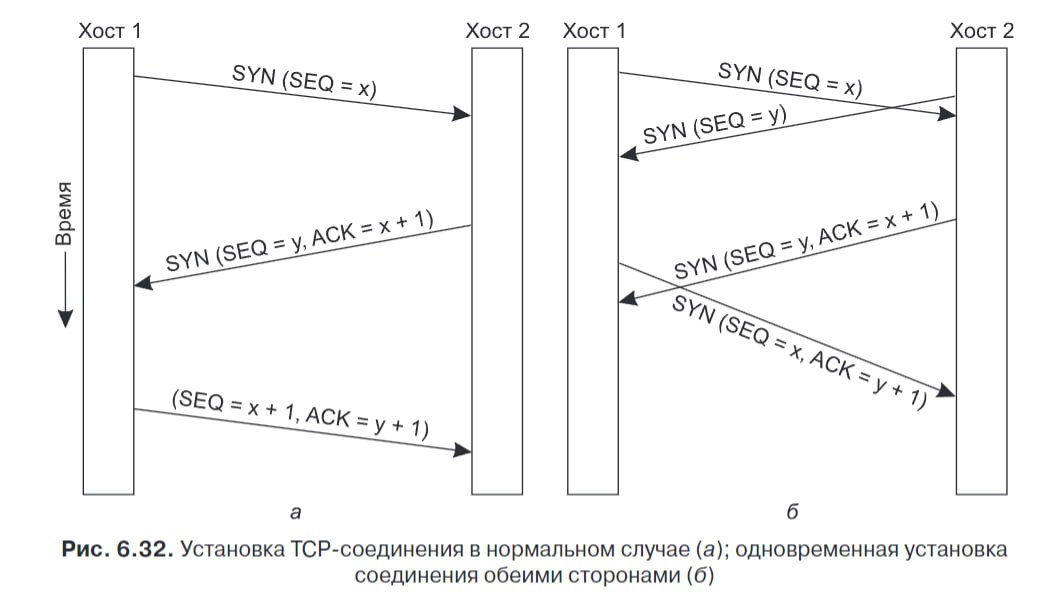 Хост 1
Хост 2
SYN (SEQ = x)
SYN (SEQ = y, ACK = x + 1)
(SEQ = x + 1, ACK = y + 1)
Время
а
Хост 1
Хост 2
SYN (SEQ = x)
SYN (SEQ = y)
SYN (SEQ = y, ACK = x + 1)
SYN (SEQ = x, ACK = y + 1)
б
Рис. 6.32. Установка TCP-соединения в нормальном случае (а); одновременная установка
соединения обеими сторонами (б)